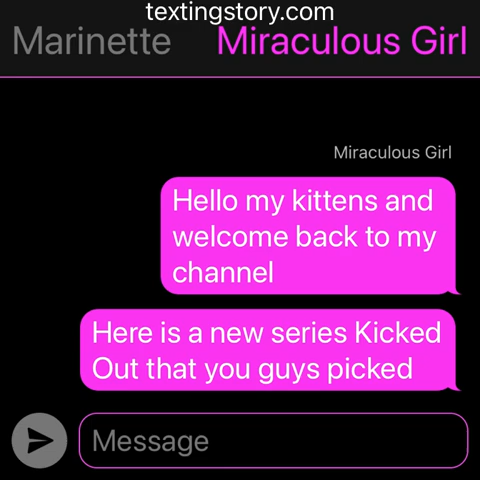 textingstory.com
Marinette Miraculous Girl
Miraculous Girl
Hello my kittens and
welcome back to my
channel
Here is a new series Kicked
Out that you guys picked
Message